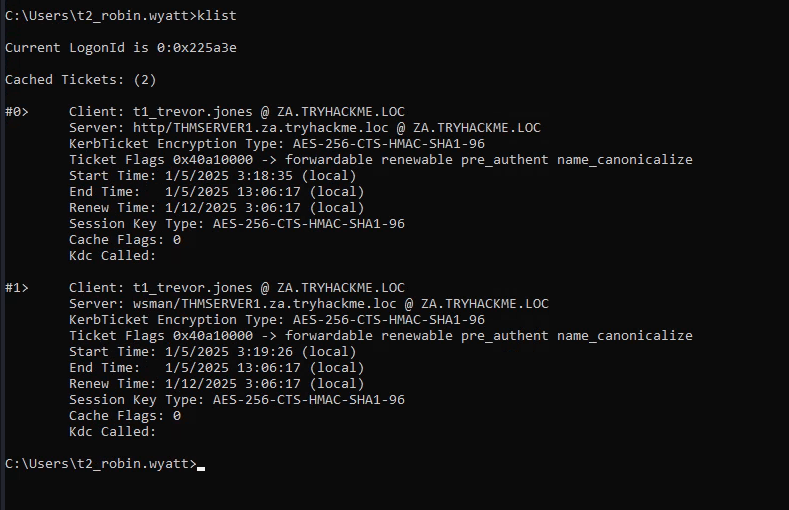 C:\Users\t2_robin.wyatt>klist
Current LogonId is 0:0x225a3e
Cached Tickets: (2)
#0> Client: t1_trevor.jones @ ZA.TRYHACKME.LOC
Server: http/THMSERVER1.za.tryhackme.loc @ ZA.TRYHACKME.LOC
KerbTicket Encryption Type: AES-256-CTS-HMAC-SHA1-96
Ticket Flags 0x40a10000 -> forwardable renewable pre_authent name_canonicalize
Start Time: 1/5/2025 3:18:35 (local)
End Time: 1/5/2025 13:06:17 (local)
Renew Time: 1/12/2025 3:06:17 (local)
Session Key Type: AES-256-CTS-HMAC-SHA1-96
Cache Flags: 0
Kdc Called:
#1> Client: t1_trevor.jones @ ZA.TRYHACKME.LOC
Server: wsman/THMSERVER1.za.tryhackme.loc @ ZA.TRYHACKME.LOC
KerbTicket Encryption Type: AES-256-CTS-HMAC-SHA1-96
Ticket Flags 0x40a10000 -> forwardable renewable pre_authent name_canonicalize
Start Time: 1/5/2025 3:19:26 (local)
End Time: 1/5/2025 13:06:17 (local)
Renew Time: 1/12/2025 3:06:17 (local)
Session Key Type: AES-256-CTS-HMAC-SHA1-96
Cache Flags: 0
Kdc Called:
C:\Users\t2_robin.wyatt>